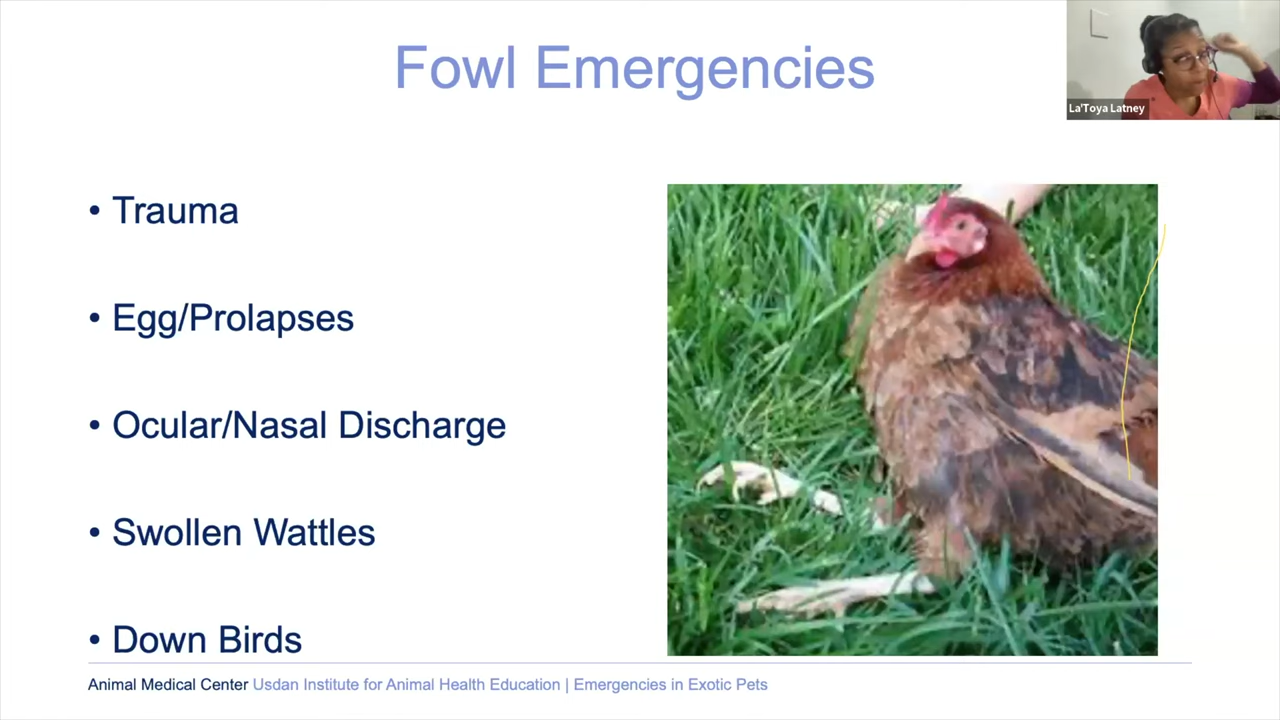 Fowl Emergencies
La'Toya Latney
• Trauma
• Egg/Prolapses
• Ocular/Nasal Discharge
• Swollen Wattles
• Down Birds
Animal Medical Center Usdan Institute for Animal Health Education | Emergencies in Exotic Pets